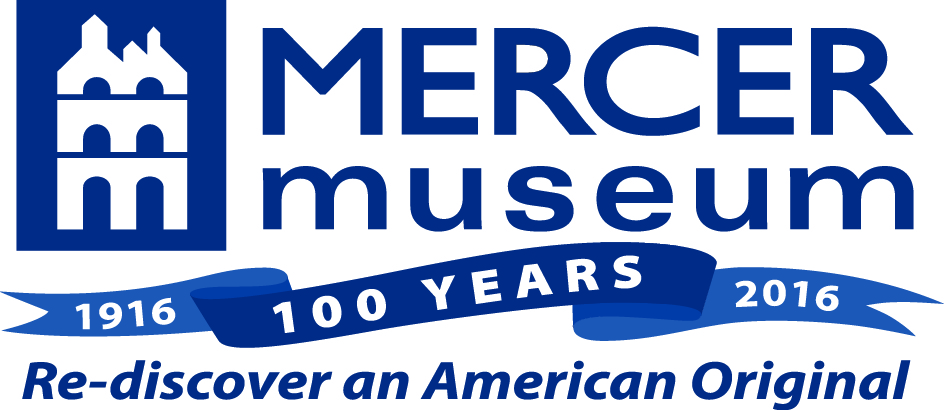 MERCER
museum
1916 100 YEARS 2016
Re-discover an American Original